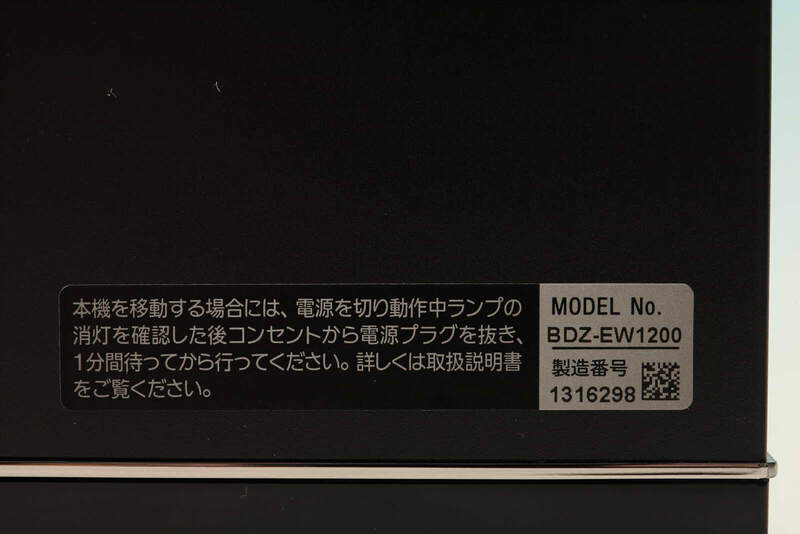 本機を移動する場合には、電源を切り動作中ランプの
消灯を確認した後コンセントから電源プラグを抜き、
1分間待ってから行ってください。詳しくは取扱説明書
をご覧ください。
MODEL No.
BDZ-EW1200
製造番号
1316298